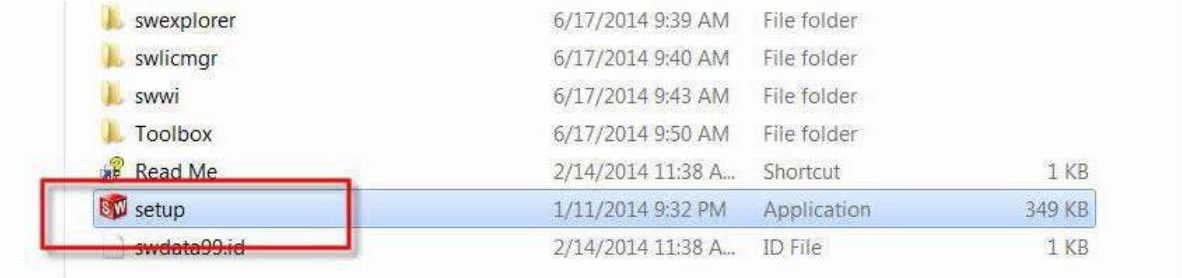 swexplorer 6/17/2014 9:39 AM File folder
swlicmgr 6/17/2014 9:40 AM File folder
swwi 6/17/2014 9:43 AM File folder
Toolbox 6/17/2014 9:50 AM File folder
Read Me 2/14/2014 11:38 A... Shortcut 1 KB
SW setup 1/11/2014 9:32 PM Application 349 KB
swdata99.id 2/14/2014 11:38 A... ID File 1 KB